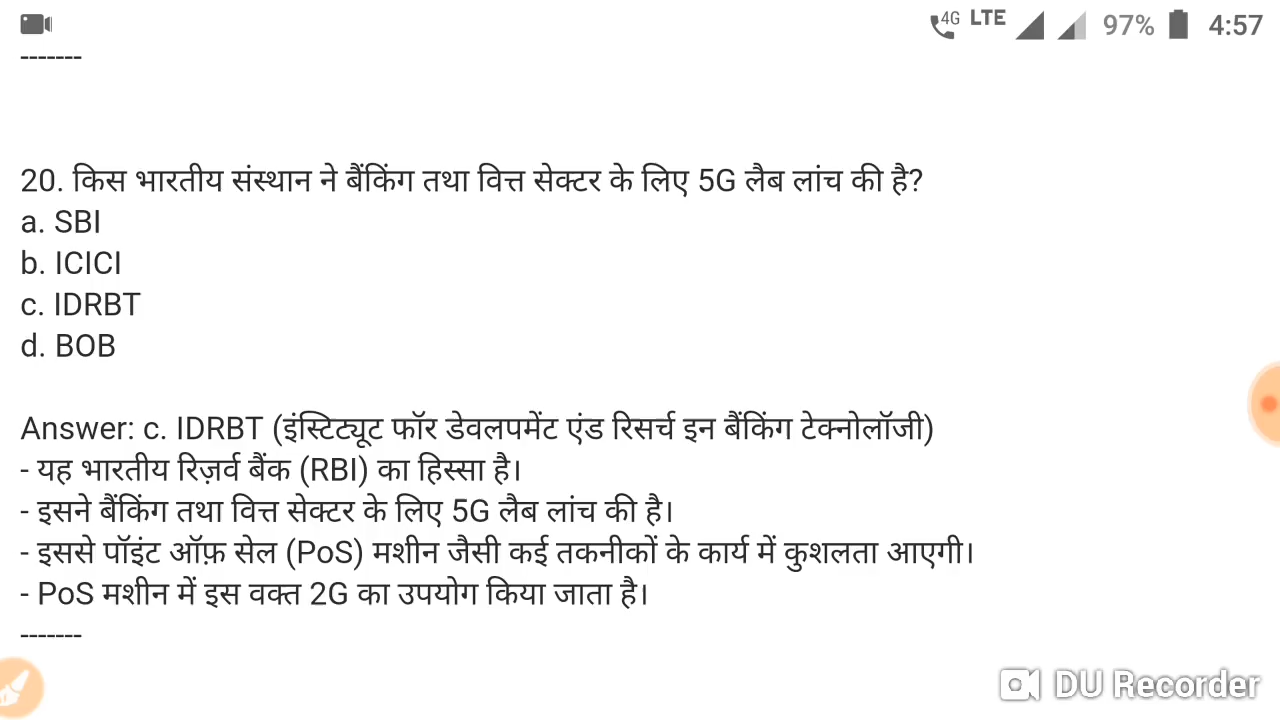 4G LTE 97% 4:57
-------
20. किस भारतीय संस्थान ने बैंकिंग तथा वित्त सेक्टर के लिए 5G लैब लांच की है?
a. SBI
b. ICICI
c. IDRBT
d. BOB
Answer: c. IDRBT (इंस्टिट्यूट फॉर डेवलपमेंट एंड रिसर्च इन बैंकिंग टेक्नोलॉजी)
- यह भारतीय रिज़र्व बैंक (RBI) का हिस्सा है।
- इसने बैंकिंग तथा वित्त सेक्टर के लिए 5G लैब लांच की है।
- इससे पॉइंट ऑफ़ सेल (PoS) मशीन जैसी कई तकनीकों के कार्य में कुशलता आएगी।
- PoS मशीन में इस वक्त 2G का उपयोग किया जाता है।
-------
DU Recorder